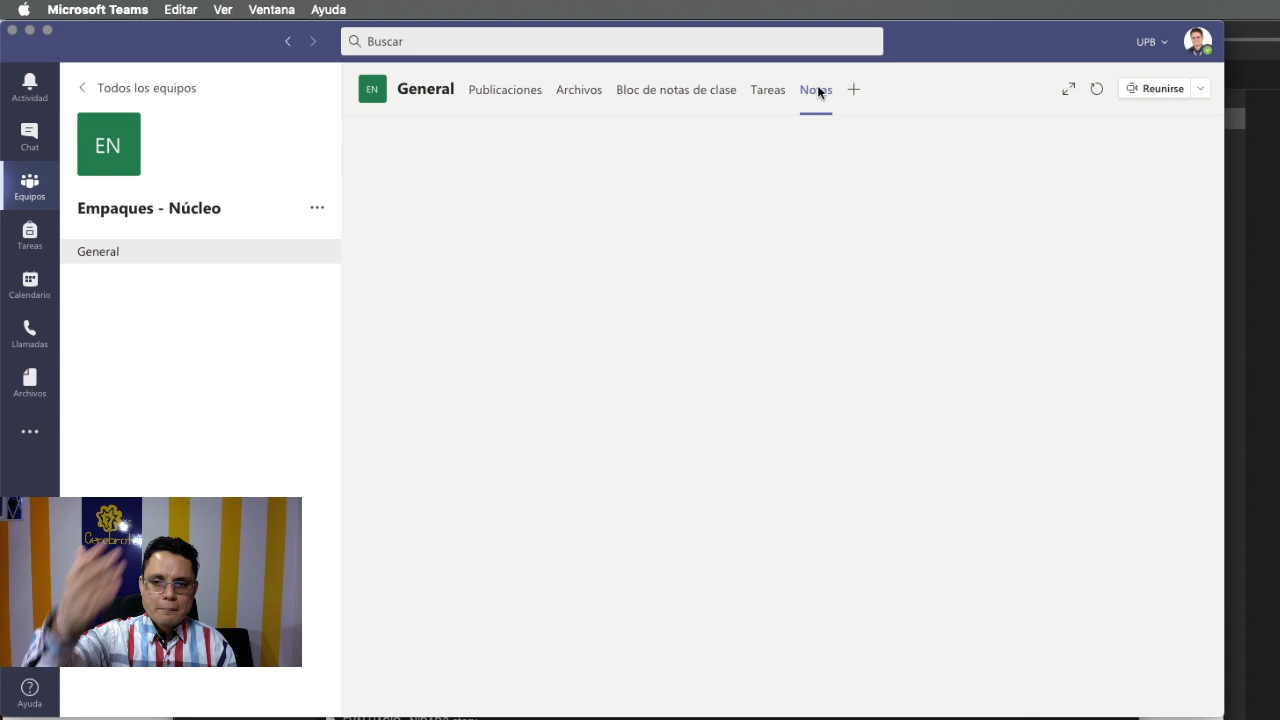 Microsoft Teams Editar Ver Ventana Ayuda
Buscar
UPB
Actividad
Chat
Equipos
Tareas
Calendario
Llamadas
Archivos
Ayuda
Todos los equipos
EN
Empaques - Núcleo
General
EN General Publicaciones Archivos Bloc de notas de clase Tareas Notas
Reunirse